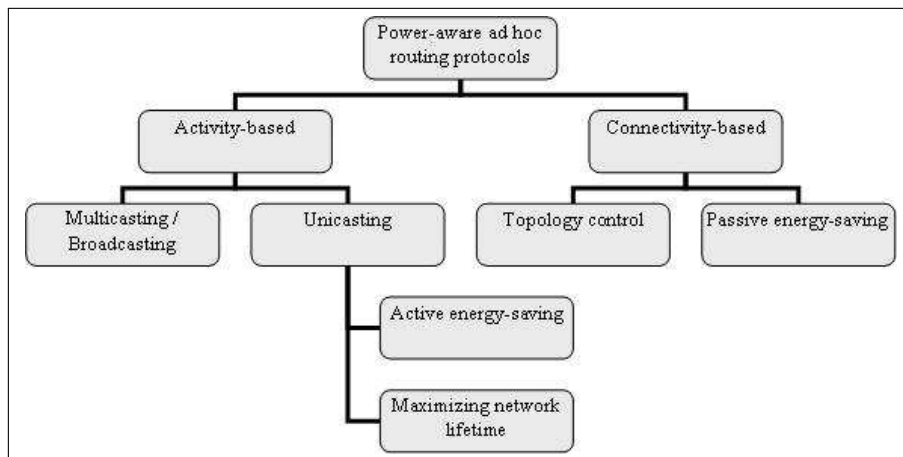 Power-aware ad hoc
routing protocols
Activity-based
Connectivity-based
Multicasting /
Broadcasting
Unicasting
Topology control
Passive energy-saving
Active energy-saving
Maximizing network
lifetime